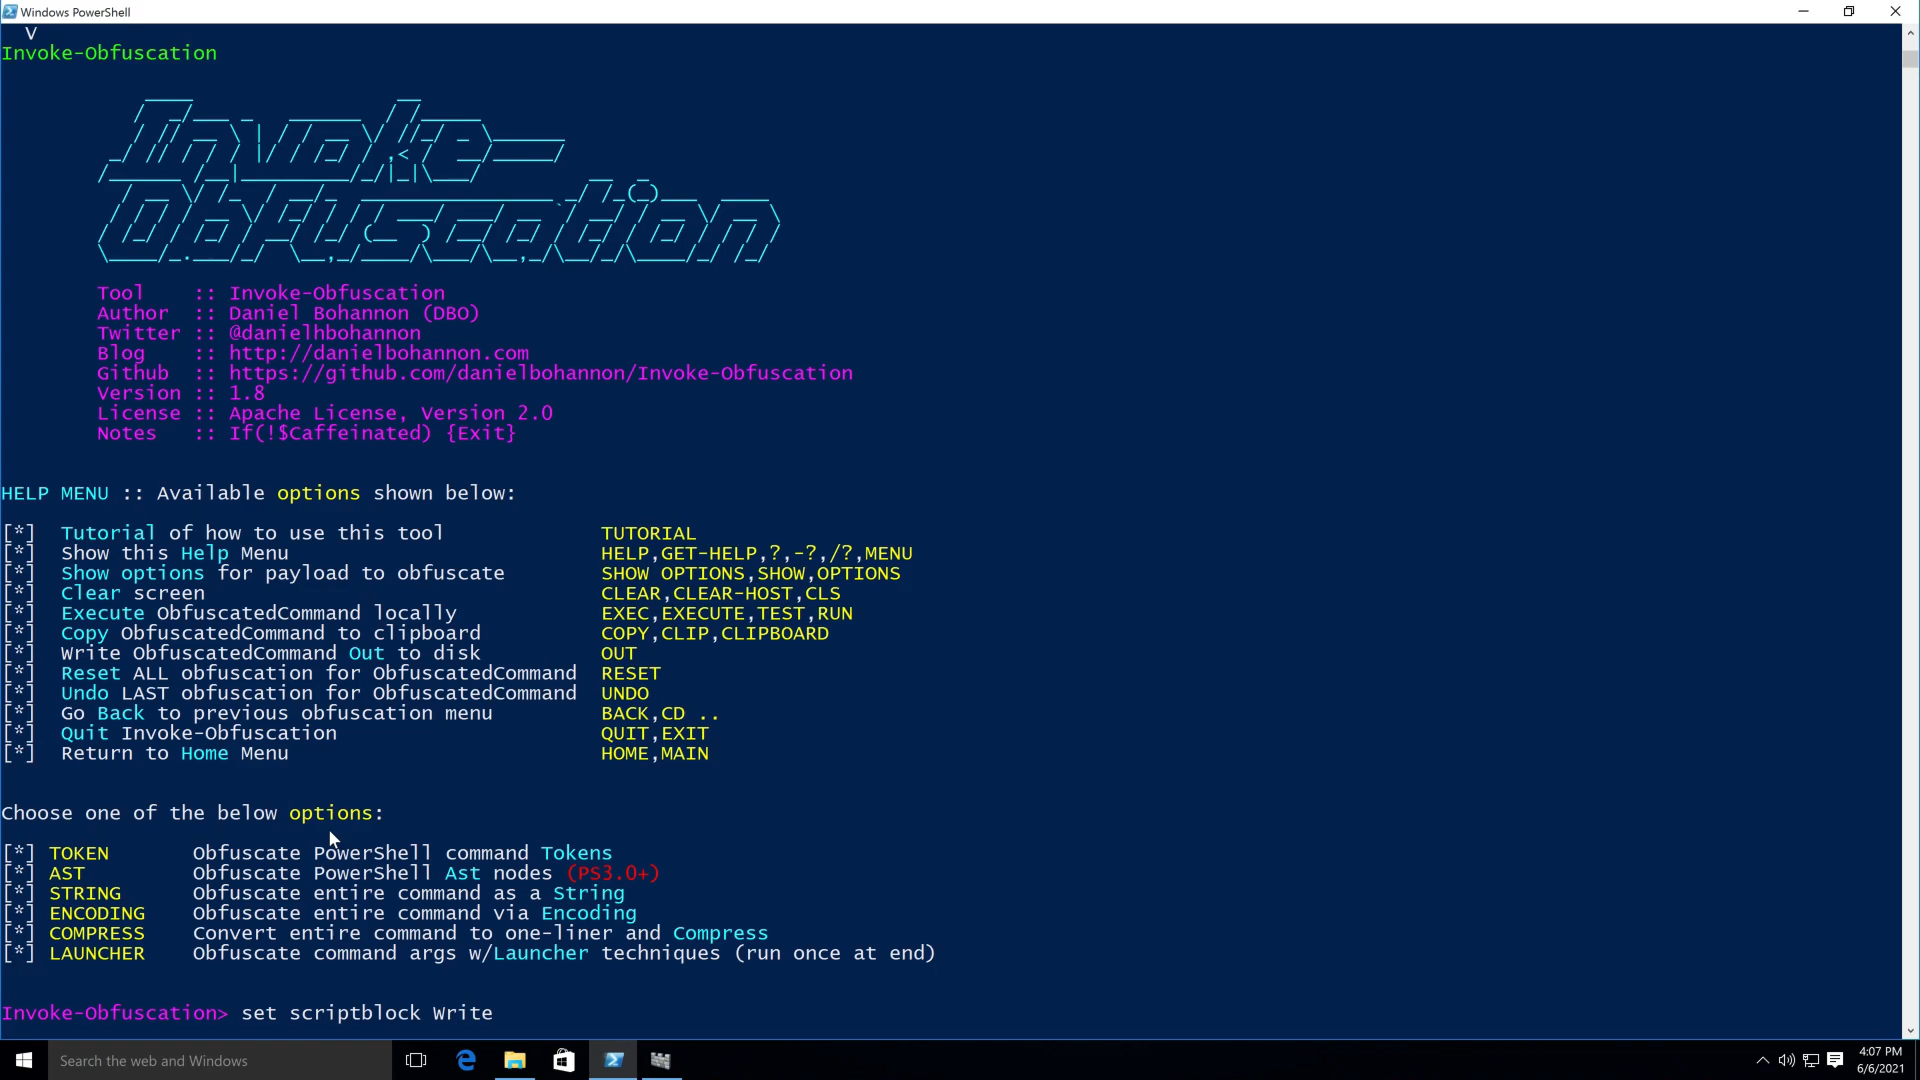 Windows PowerShell
V
Invoke-Obfuscation
Invoke-
Obfuscation
Tool :: Invoke-Obfuscation
Author :: Daniel Bohannon (DBO)
Twitter :: @danielhbohannon
Blog :: http://danielbohannon.com
Github :: https://github.com/danielbohannon/Invoke-Obfuscation
Version :: 1.8
License :: Apache License, Version 2.0
Notes :: If(!$Caffeinated) {Exit}
HELP MENU :: Available options shown below:
[*] Tutorial of how to use this tool TUTORIAL
[*] Show this Help Menu HELP,GET-HELP,?,-?,/?,MENU
[*] Show options for payload to obfuscate SHOW OPTIONS,SHOW,OPTIONS
[*] Clear screen CLEAR,CLEAR-HOST,CLS
[*] Execute ObfuscatedCommand locally EXEC,EXECUTE,TEST,RUN
[*] Copy ObfuscatedCommand to clipboard COPY,CLIP,CLIPBOARD
[*] Write ObfuscatedCommand Out to disk OUT
[*] Reset ALL obfuscation for ObfuscatedCommand RESET
[*] Undo LAST obfuscation for ObfuscatedCommand UNDO
[*] Go Back to previous obfuscation menu BACK,CD ..
[*] Quit Invoke-Obfuscation QUIT,EXIT
[*] Return to Home Menu HOME,MAIN
Choose one of the below options:
[*] TOKEN Obfuscate PowerShell command Tokens
[*] AST Obfuscate PowerShell Ast nodes (PS3.0+)
[*] STRING Obfuscate entire command as a String
[*] ENCODING Obfuscate entire command via Encoding
[*] COMPRESS Convert entire command to one-liner and Compress
[*] LAUNCHER Obfuscate command args w/Launcher techniques (run once at end)
Invoke-Obfuscation> set scriptblock Write
Search the web and Windows
4:07 PM
6/6/2021